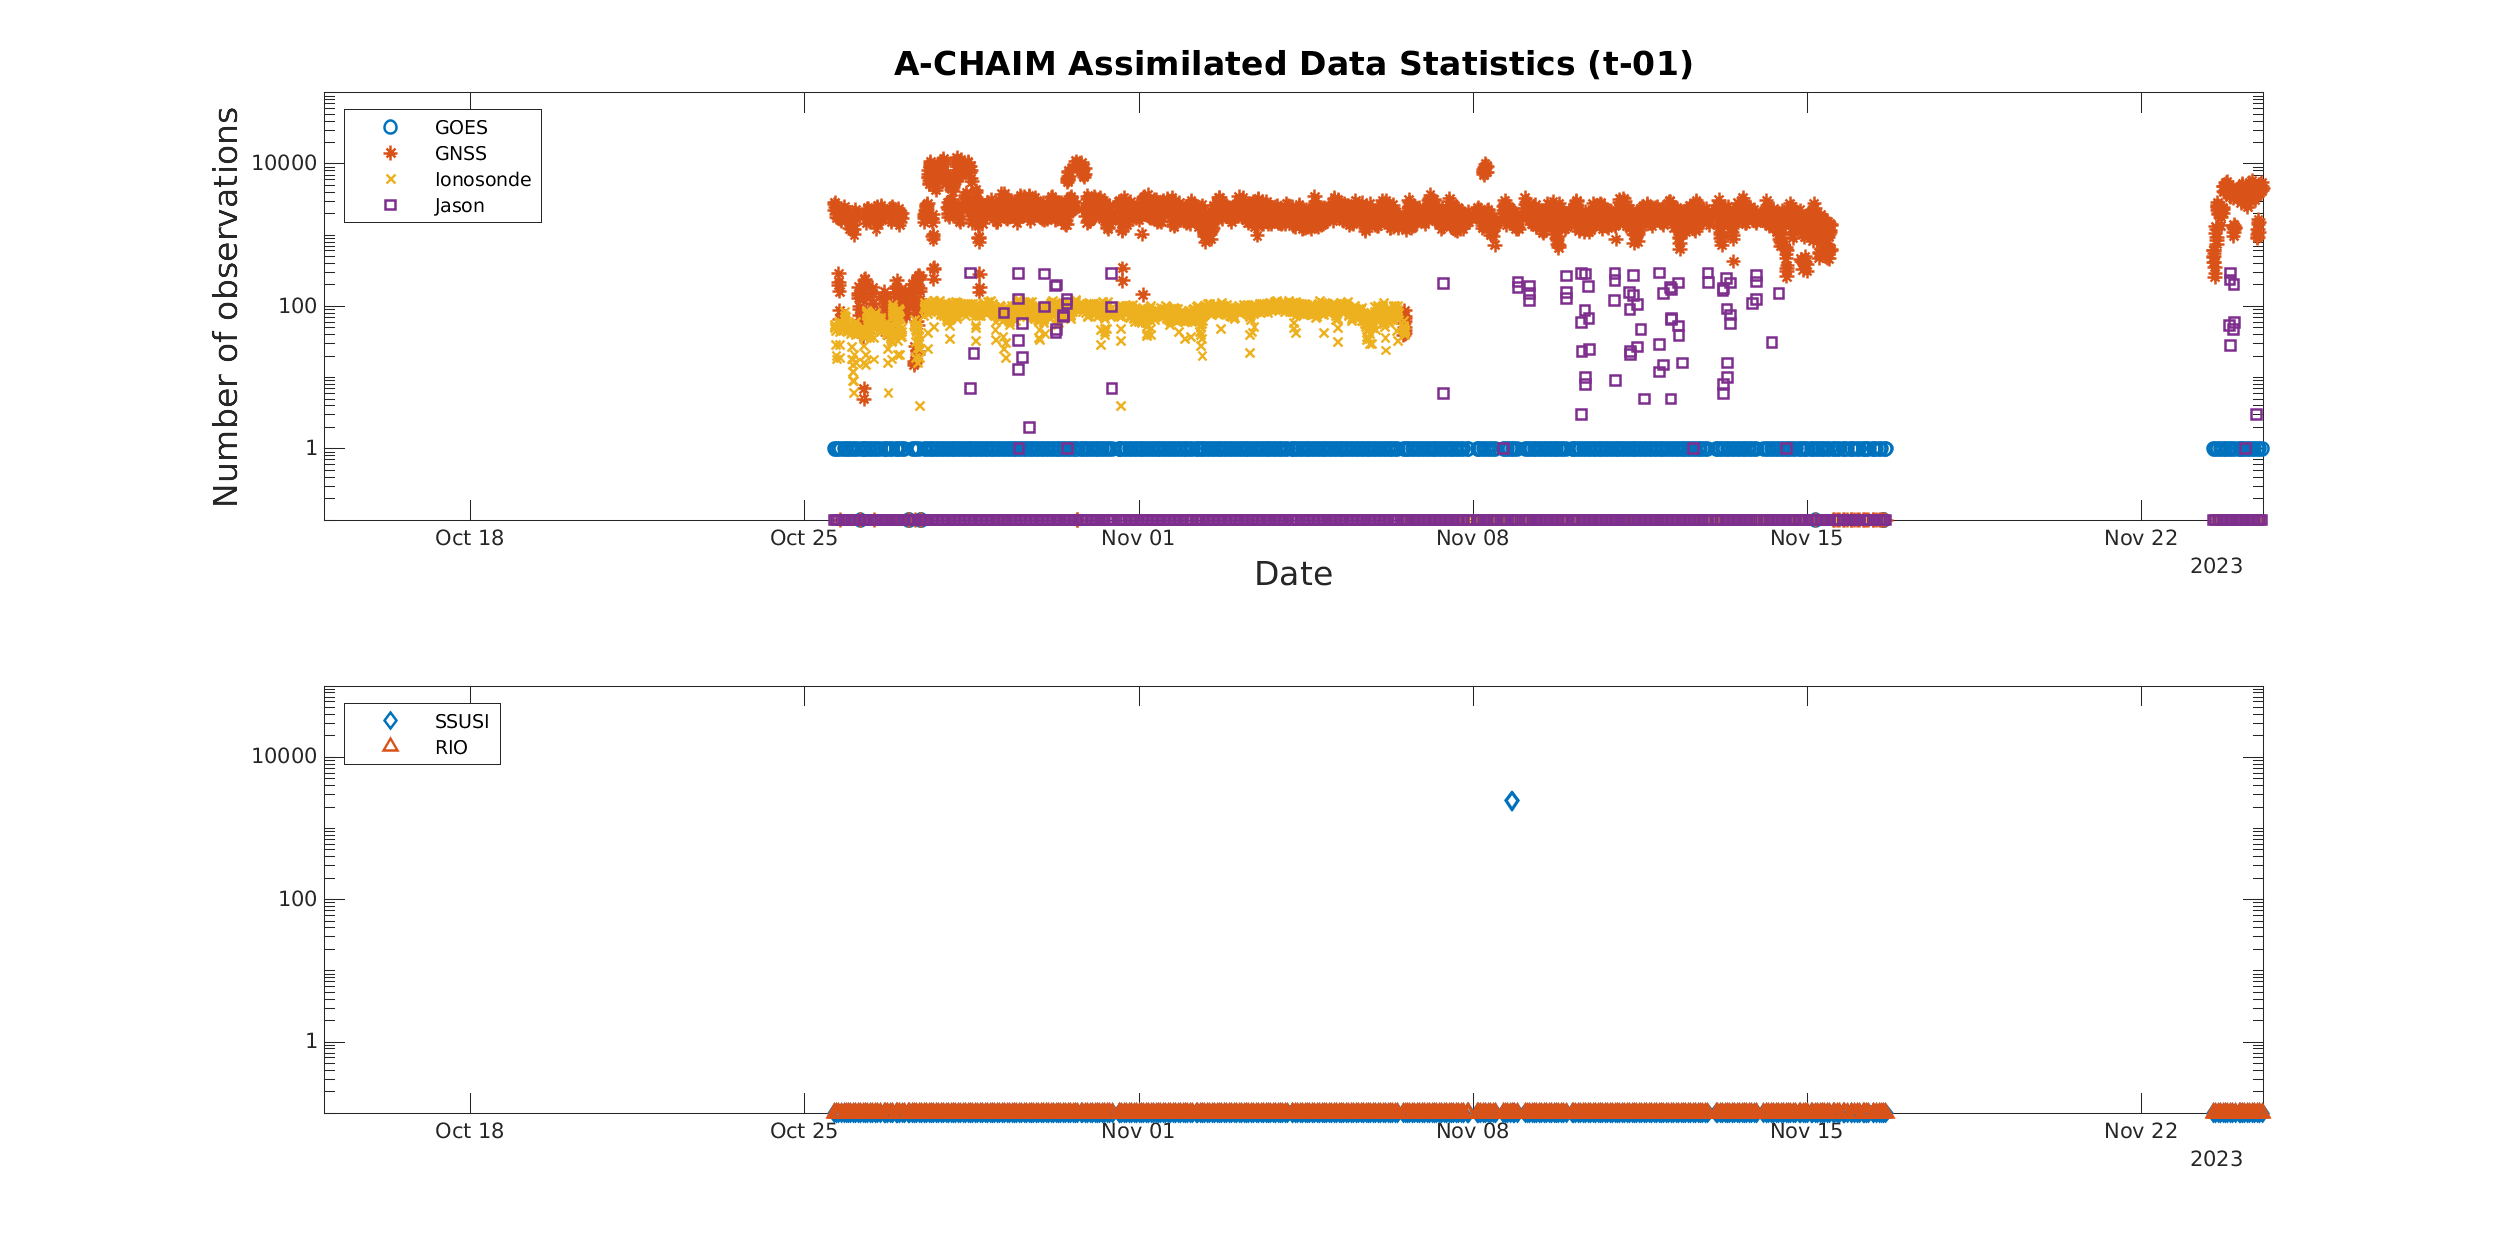 A-CHAIM Assimilated Data Statistics (t-01)
Number of observations
10000
100
1
GOES
GNSS
Ionosonde
Jason
Oct 18
Oct 25
Nov 01
Nov 08
Nov 15
Nov 22
2023
Date
10000
100
1
SSUSI
RIO
Oct 18
Oct 25
Nov 01
Nov 08
Nov 15
Nov 22
2023